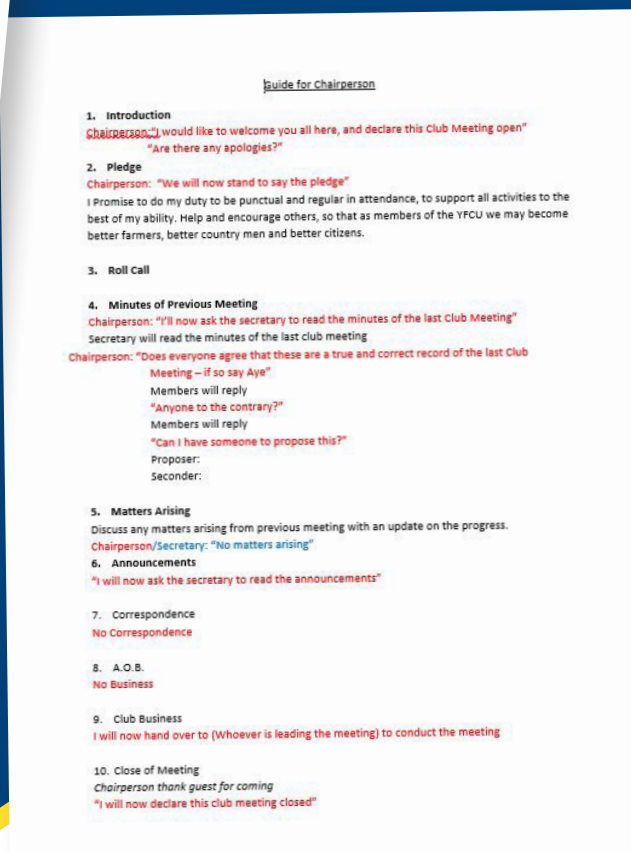 Guide for Chairperson
1. Introduction
Chairperson:"I would like to welcome you all here, and declare this Club Meeting open"
"Are there any apologies?"
2. Pledge
Chairperson: "We will now stand to say the pledge"
I Promise to do my duty to be punctual and regular in attendance, to support all activities to the
best of my ability. Help and encourage others, so that as members of the YFCU we may become
better farmers, better country men and better citizens.
3. Roll Call
4. Minutes of Previous Meeting
Chairperson: "I'll now ask the secretary to read the minutes of the last Club Meeting"
Secretary will read the minutes of the last club meeting
Chairperson: "Does everyone agree that these are a true and correct record of the last Club
Meeting – if so say Aye"
Members will reply
"Anyone to the contrary?"
Members will reply
"Can I have someone to propose this?"
Proposer:
Seconder:
5. Matters Arising
Discuss any matters arising from previous meeting with an update on the progress.
Chairperson/Secretary: "No matters arising"
6. Announcements
"I will now ask the secretary to read the announcements"
7. Correspondence
No Correspondence
8. A.O.B.
No Business
9. Club Business
I will now hand over to (Whoever is leading the meeting) to conduct the meeting
10. Close of Meeting
Chairperson thank guest for coming
"I will now declare this club meeting closed"